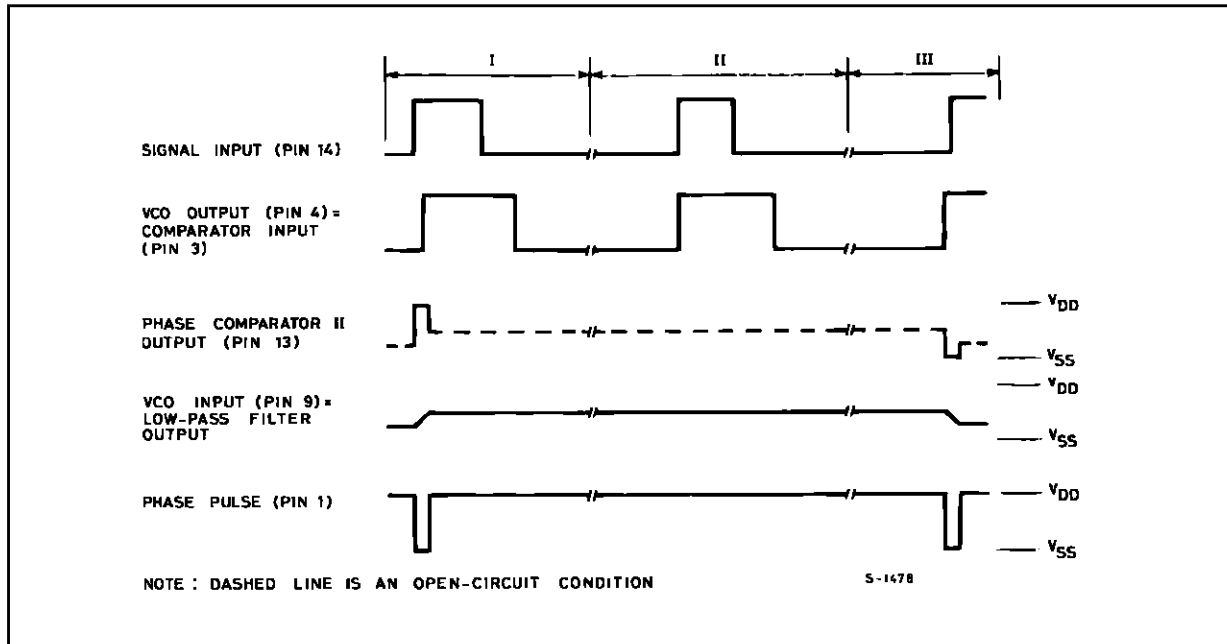 I II III
SIGNAL INPUT (PIN 14)
VCO OUTPUT (PIN 4)=
COMPARATOR INPUT
(PIN 3)
PHASE COMPARATOR II
OUTPUT (PIN 13)
VDD
VSS
VCO INPUT (PIN 9)=
LOW-PASS FILTER
OUTPUT
VDD
VSS
PHASE PULSE (PIN 1)
VDD
VSS
NOTE : DASHED LINE IS AN OPEN-CIRCUIT CONDITION
S-1478